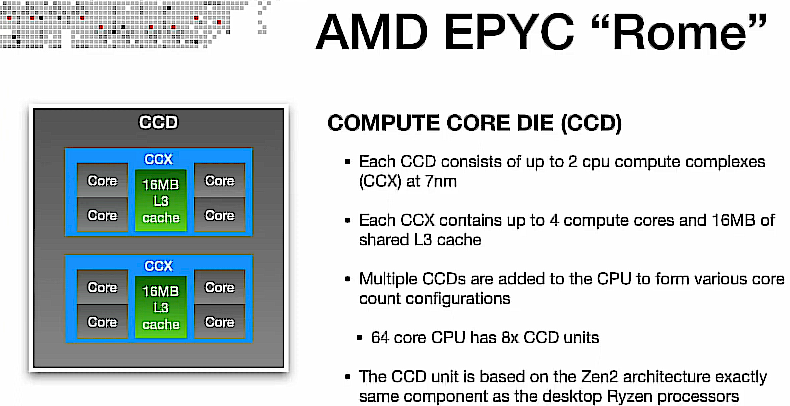 AMD EPYC “Rome”
CCD
CCX
Core
Core
16MB
L3
cache
Core
Core
CCX
Core
Core
16MB
L3
cache
Core
Core
COMPUTE CORE DIE (CCD)
▪ Each CCD consists of up to 2 cpu compute complexes
(CCX) at 7nm
▪ Each CCX contains up to 4 compute cores and 16MB of
shared L3 cache
▪ Multiple CCDs are added to the CPU to form various core
count configurations
▪ 64 core CPU has 8x CCD units
▪ The CCD unit is based on the Zen2 architecture exactly
same component as the desktop Ryzen processors